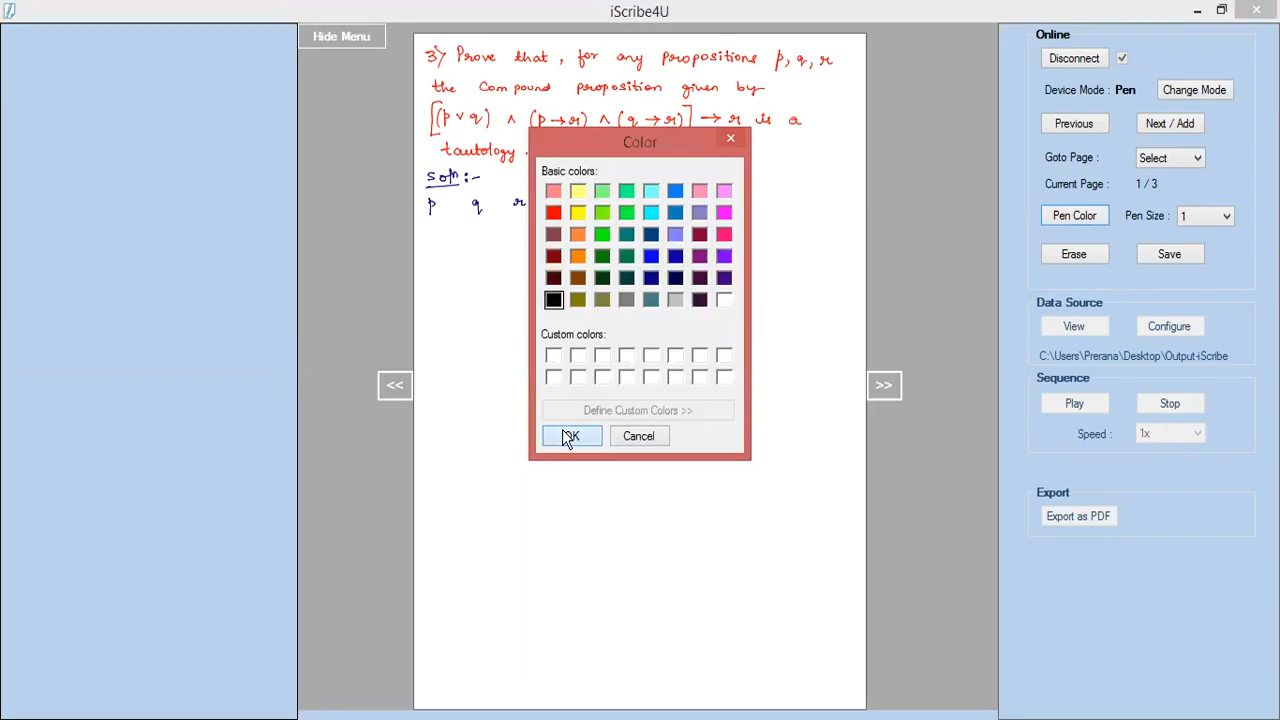 iScribe4U
Hide Menu
3) Prove that, for any propositions p, q, r
the Compound proposition given by
[(p ∨ q) ∧ (p → r) ∧ (q → r)] → r is a
tautology.
Soln :-
p q r
Color
Basic colors:
Custom colors:
Define Custom Colors >>
OK Cancel
<<
>>
Online
Disconnect
Device Mode : Pen Change Mode
Previous Next / Add
Goto Page : Select
Current Page : 1 / 3
Pen Color Pen Size : 1
Erase Save
Data Source
View Configure
C:\Users\Prerana\Desktop\Output-iScribe
Sequence
Play Stop
Speed : 1x
Export
Export as PDF